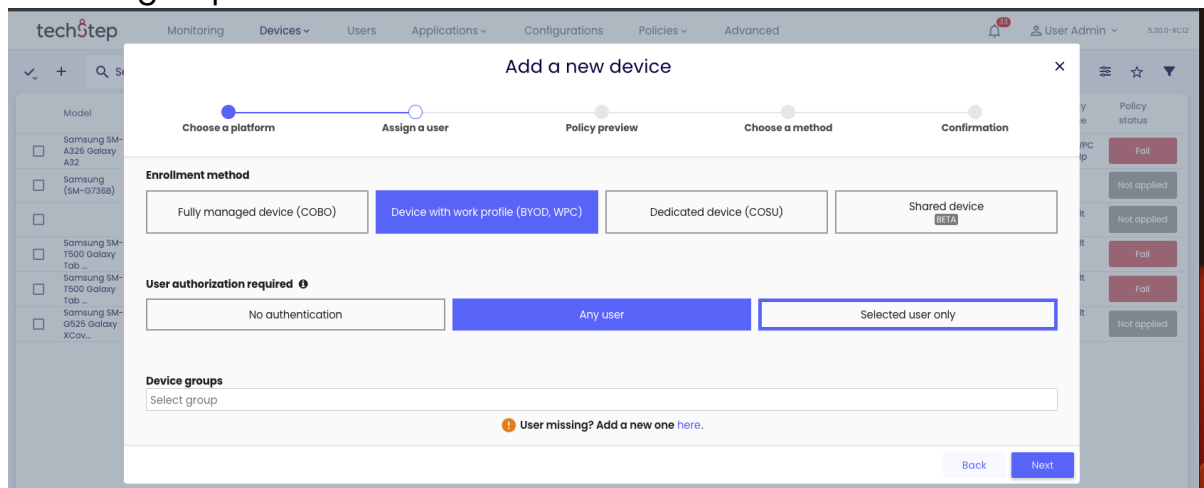 techstep Monitoring Devices Users Applications Configurations Policies Advanced 33 User Admin 5.30.0-RC12
Add a new device
Choose a platform Assign a user Policy preview Choose a method Confirmation
Model
Policy status
Samsung SM-
A326 Galaxy
A32
Fail
Samsung
(SM-G736B)
Not applied
Not applied
Samsung SM-
T500 Galaxy
Tab ...
Fail
Samsung SM-
T500 Galaxy
Tab ...
Fail
Samsung SM-
G525 Galaxy
XCov...
Not applied
Enrollment method
Fully managed device (COBO) Device with work profile (BYOD, WPC) Dedicated device (COSU) Shared device
BETA
User authorization required
No authentication Any user Selected user only
Device groups
Select group
User missing? Add a new one here.
Back Next